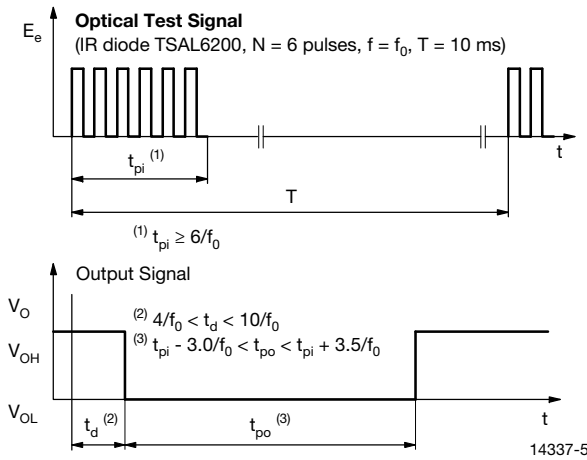 Optical Test Signal
E_e
(IR diode TSAL6200, N = 6 pulses, f = f₀, T = 10 ms)
t
t_pi (1)
T
(1) t_pi ≥ 6/f₀
Output Signal
V_O
(2) 4/f₀ < t_d < 10/f₀
V_OH
(3) t_pi - 3.0/f₀ < t_po < t_pi + 3.5/f₀
V_OL
t_d (2)
t_po (3)
t
14337-5